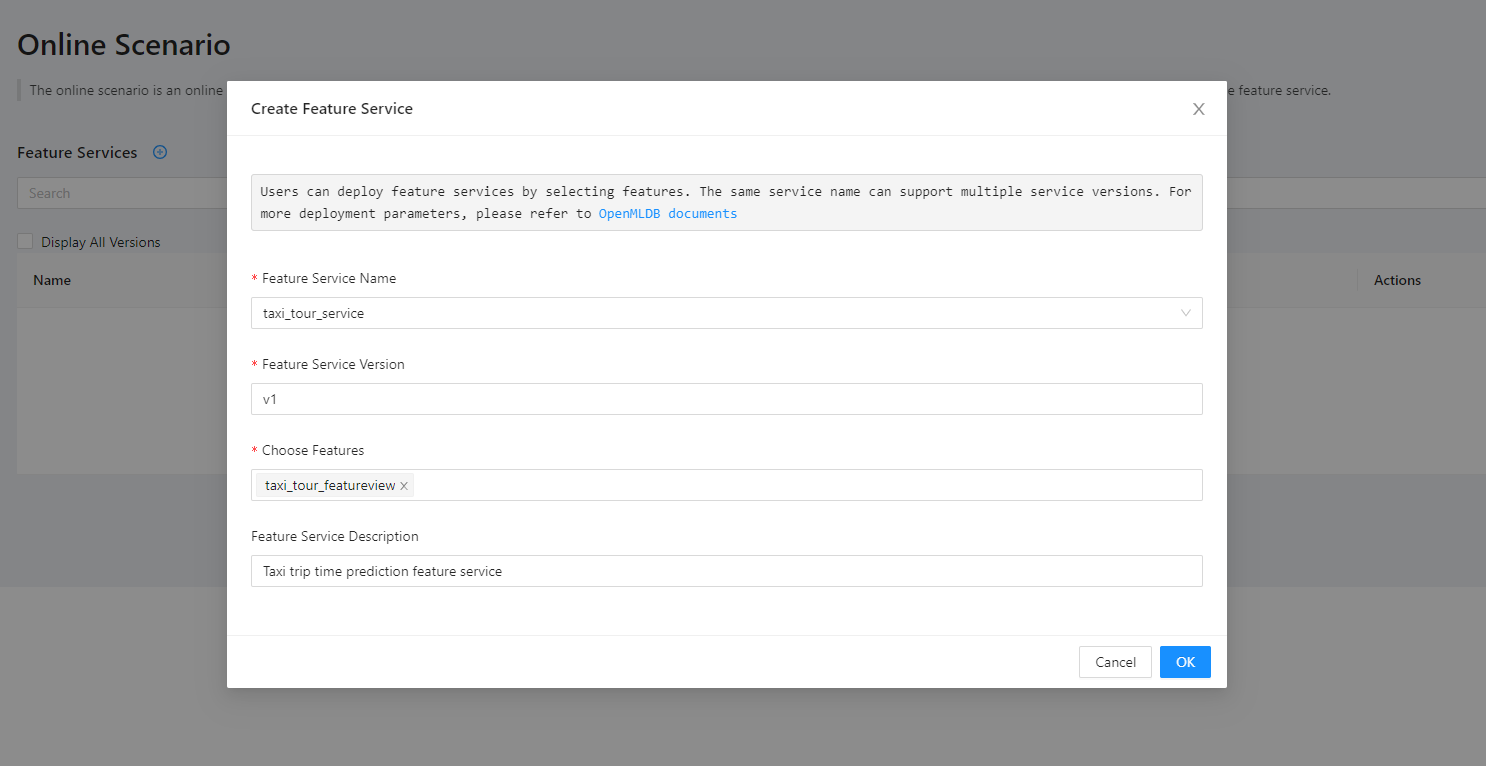 Online Scenario
The online scenario is an online
e feature service.
Feature Services
Search
Display All Versions
Name
Actions
Create Feature Service
Users can deploy feature services by selecting features. The same service name can support multiple service versions. For
more deployment parameters, please refer to OpenMLDB documents
* Feature Service Name
taxi_tour_service
* Feature Service Version
v1
* Choose Features
taxi_tour_featureview
Feature Service Description
Taxi trip time prediction feature service
Cancel
OK